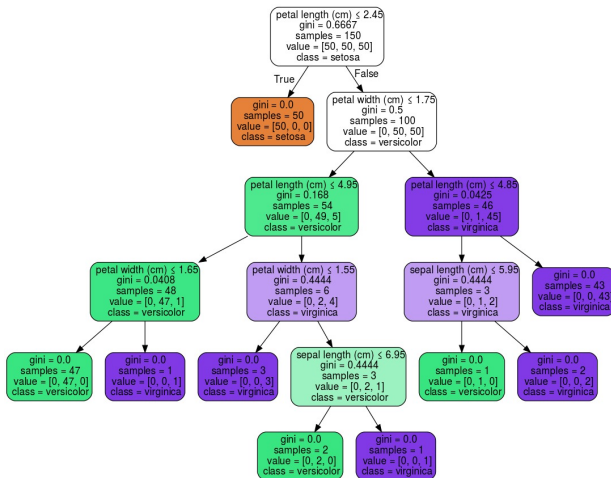 petal length (cm) ≤ 2.45
gini = 0.6667
samples = 150
value = [50, 50, 50]
class = setosa
True
False
gini = 0.0
samples = 50
value = [50, 0, 0]
class = setosa
petal width (cm) ≤ 1.75
gini = 0.5
samples = 100
value = [0, 50, 50]
class = versicolor
petal length (cm) ≤ 4.95
gini = 0.168
samples = 54
value = [0, 49, 5]
class = versicolor
petal length (cm) ≤ 4.85
gini = 0.0425
samples = 46
value = [0, 1, 45]
class = virginica
petal width (cm) ≤ 1.65
gini = 0.0408
samples = 48
value = [0, 47, 1]
class = versicolor
petal width (cm) ≤ 1.55
gini = 0.4444
samples = 6
value = [0, 2, 4]
class = virginica
sepal length (cm) ≤ 5.95
gini = 0.4444
samples = 3
value = [0, 1, 2]
class = virginica
gini = 0.0
samples = 43
value = [0, 0, 43]
class = virginica
gini = 0.0
samples = 47
value = [0, 47, 0]
class = versicolor
gini = 0.0
samples = 1
value = [0, 0, 1]
class = virginica
gini = 0.0
samples = 3
value = [0, 0, 3]
class = virginica
sepal length (cm) ≤ 6.95
gini = 0.4444
samples = 3
value = [0, 2, 1]
class = versicolor
gini = 0.0
samples = 1
value = [0, 1, 0]
class = versicolor
gini = 0.0
samples = 2
value = [0, 0, 2]
class = virginica
gini = 0.0
samples = 2
value = [0, 2, 0]
class = versicolor
gini = 0.0
samples = 1
value = [0, 0, 1]
class = virginica